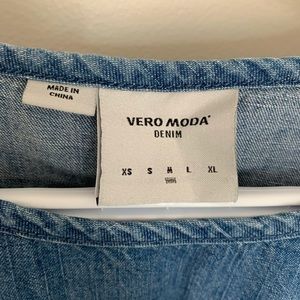 MADE IN
CHINA
VERO MODA®
DENIM
XS S M L XL